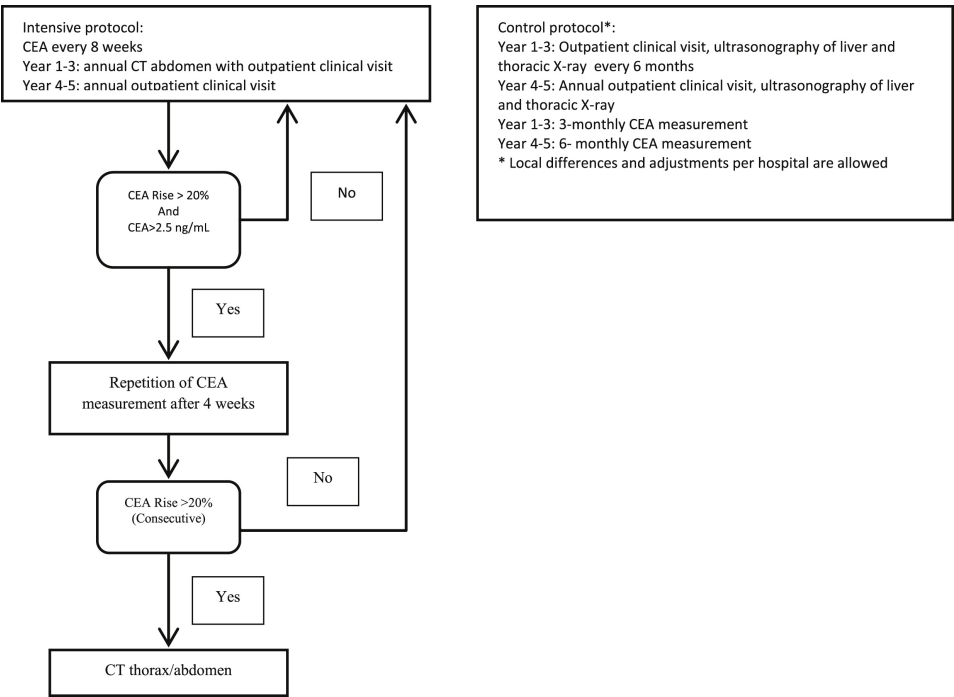 Intensive protocol:
CEA every 8 weeks
Year 1-3: annual CT abdomen with outpatient clinical visit
Year 4-5: annual outpatient clinical visit
Control protocol*:
Year 1-3: Outpatient clinical visit, ultrasonography of liver and
thoracic X-ray every 6 months
Year 4-5: Annual outpatient clinical visit, ultrasonography of liver
and thoracic X-ray
Year 1-3: 3-monthly CEA measurement
Year 4-5: 6- monthly CEA measurement
* Local differences and adjustments per hospital are allowed
CEA Rise > 20%
And
CEA>2.5 ng/mL
No
Yes
Repetition of CEA
measurement after 4 weeks
No
CEA Rise >20%
(Consecutive)
Yes
CT thorax/abdomen